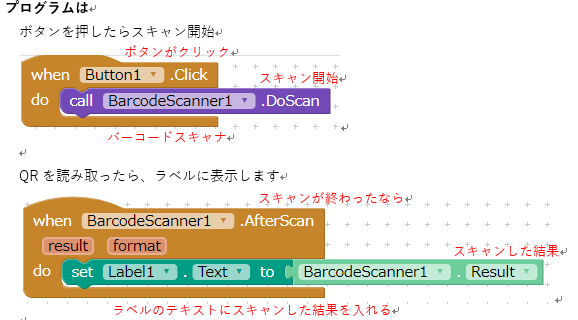 プログラムは
ボタンを押したらスキャン開始
ボタンがクリック
when Button1 .Click
スキャン開始
do call BarcodeScanner1 .DoScan
バーコードスキャナ
QRを読み取ったら、ラベルに表示します
スキャンが終わったなら
when BarcodeScanner1 .AfterScan
result format
スキャンした結果
do set Label1 . Text to BarcodeScanner1 . Result
ラベルのテキストにスキャンした結果を入れる